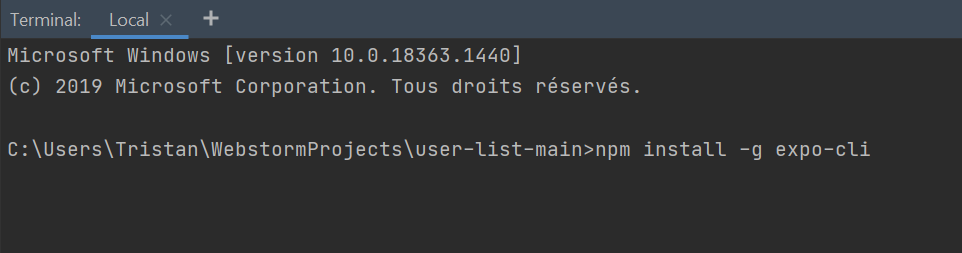 Terminal: Local × +
Microsoft Windows [version 10.0.18363.1440]
(c) 2019 Microsoft Corporation. Tous droits réservés.
C:\Users\Tristan\WebstormProjects\user-list-main>npm install -g expo-cli